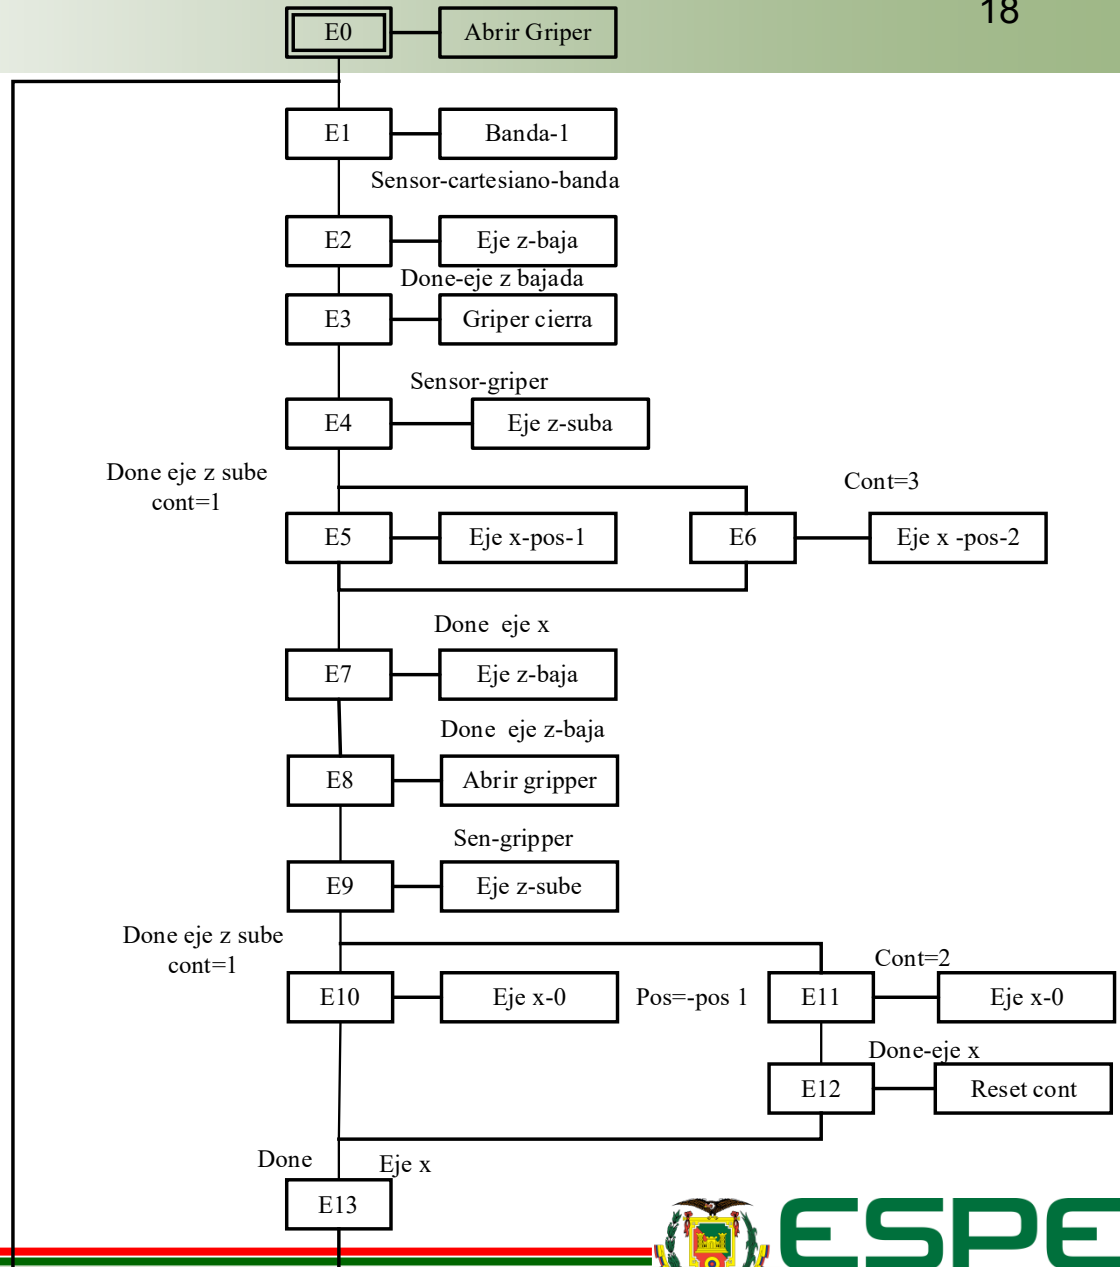 18
E0
Abrir Griper
E1
Banda-1
Sensor-cartesiano-banda
E2
Eje z-baja
Done-eje z bajada
E3
Griper cierra
Sensor-griper
E4
Eje z-suba
Done eje z sube
cont=1
Cont=3
E5
Eje x-pos-1
E6
Eje x -pos-2
Done  eje x
E7
Eje z-baja
Done  eje z-baja
E8
Abrir gripper
Sen-gripper
E9
Eje z-sube
Done eje z sube
cont=1
Cont=2
E10
Eje x-0
Pos=-pos 1
E11
Eje x-0
Done-eje x
E12
Reset cont
Done
Eje x
E13
ESPE